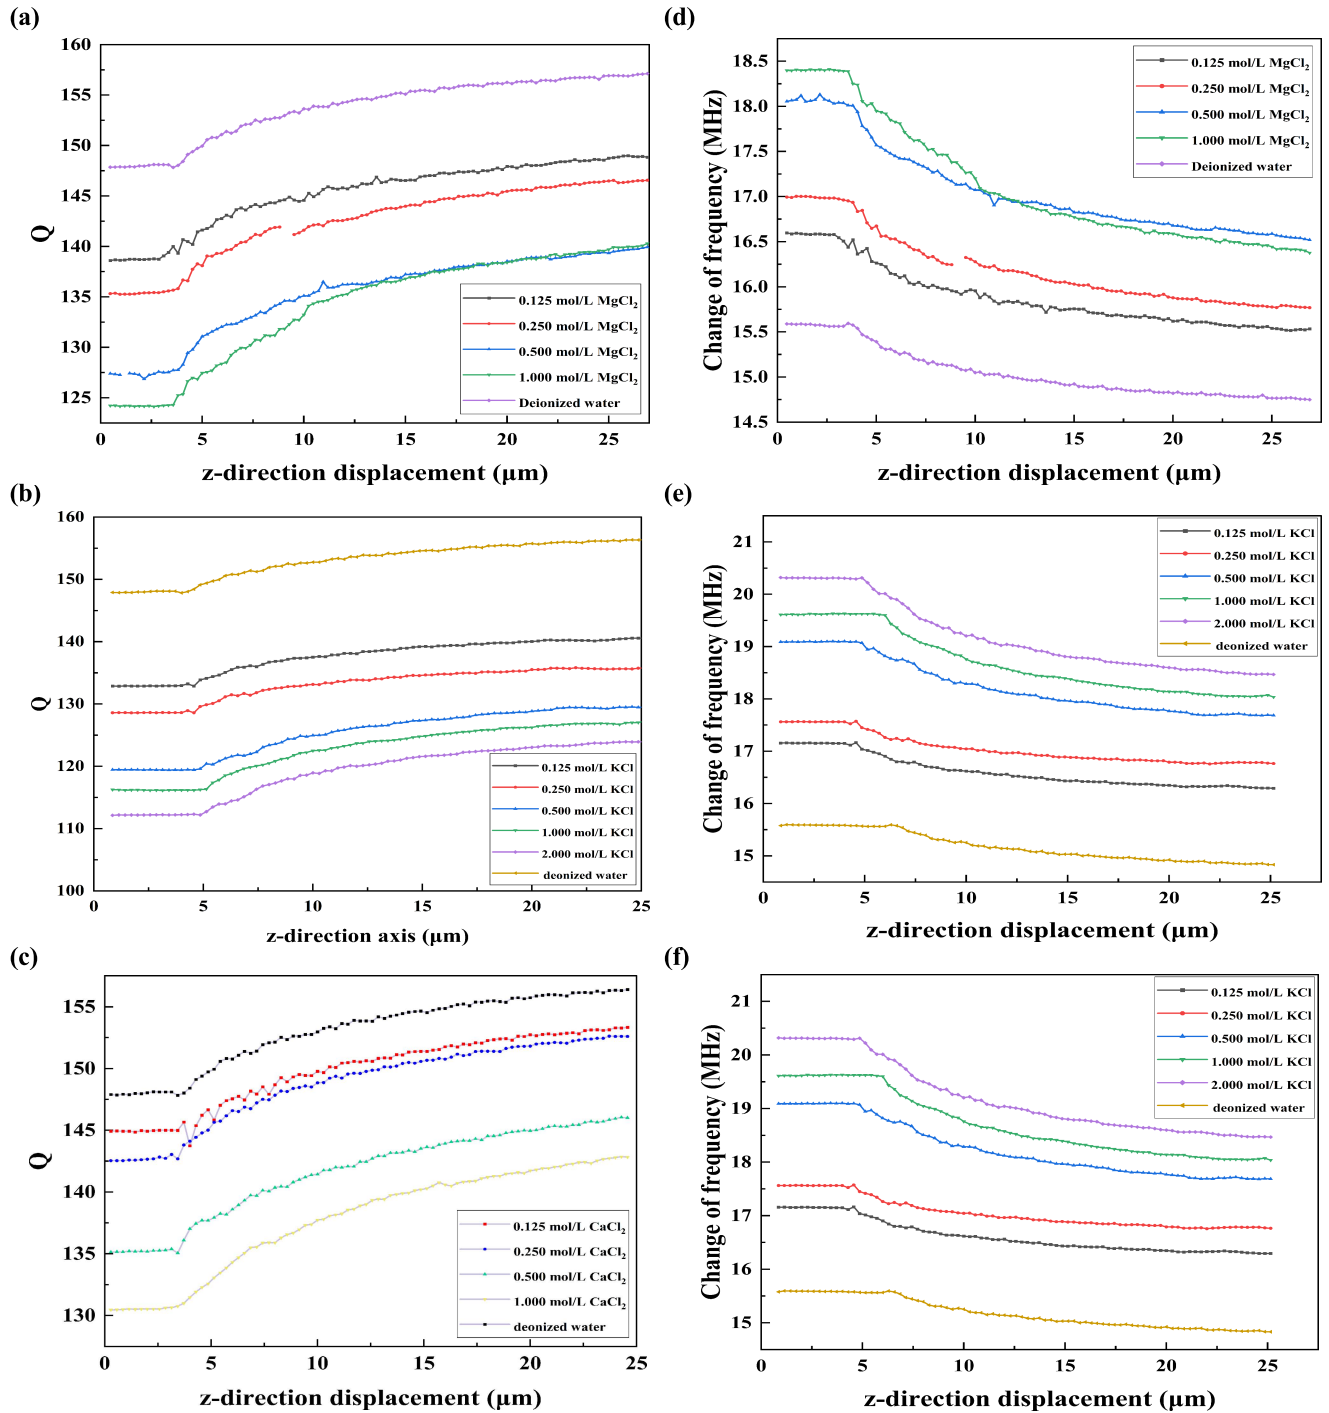 (a)
160
155
150
145
140
135
130
125
Q
0 5 10 15 20 25
z-direction displacement (μm)
0.125 mol/L MgCl₂
0.250 mol/L MgCl₂
0.500 mol/L MgCl₂
1.000 mol/L MgCl₂
Deionized water
(d)
18.5
18.0
17.5
17.0
16.5
16.0
15.5
15.0
14.5
Change of frequency (MHz)
0 5 10 15 20 25
z-direction displacement (μm)
0.125 mol/L MgCl₂
0.250 mol/L MgCl₂
0.500 mol/L MgCl₂
1.000 mol/L MgCl₂
Deionized water
(b)
160
150
140
130
120
110
100
Q
0 5 10 15 20 25
z-direction axis (μm)
0.125 mol/L KCl
0.250 mol/L KCl
0.500 mol/L KCl
1.000 mol/L KCl
2.000 mol/L KCl
deonized water
(e)
21
20
19
18
17
16
15
Change of frequency (MHz)
0 5 10 15 20 25
z-direction displacement (μm)
0.125 mol/L KCl
0.250 mol/L KCl
0.500 mol/L KCl
1.000 mol/L KCl
2.000 mol/L KCl
deonized water
(c)
155
150
145
140
135
130
Q
0 5 10 15 20 25
z-direction displacement (μm)
0.125 mol/L CaCl₂
0.250 mol/L CaCl₂
0.500 mol/L CaCl₂
1.000 mol/L CaCl₂
deonized water
(f)
21
20
19
18
17
16
15
Change of frequency (MHz)
0 5 10 15 20 25
z-direction displacement (μm)
0.125 mol/L KCl
0.250 mol/L KCl
0.500 mol/L KCl
1.000 mol/L KCl
2.000 mol/L KCl
deonized water